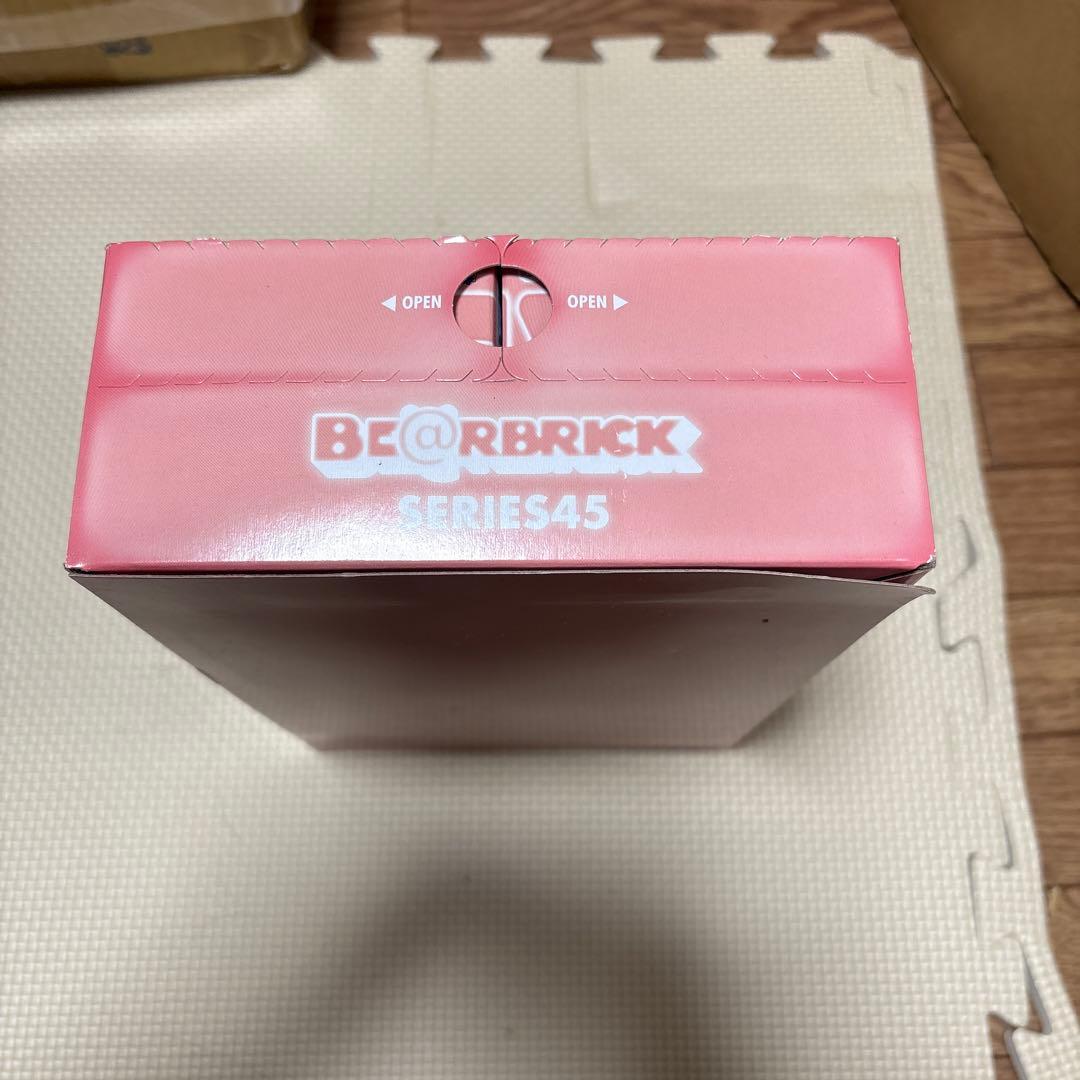 ◀ OPEN OPEN ▶
BE@RBRICK
SERIES45